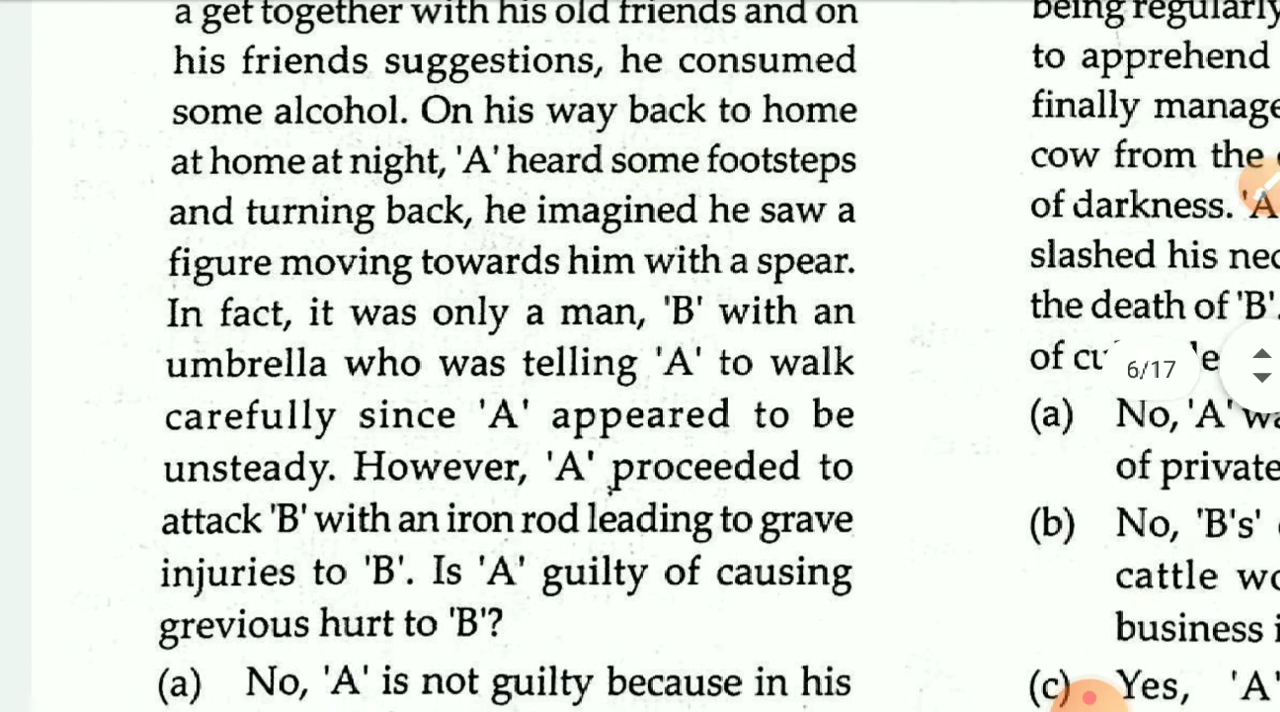 a get together with his old friends and on
his friends suggestions, he consumed
some alcohol. On his way back to home
at home at night, 'A' heard some footsteps
and turning back, he imagined he saw a
figure moving towards him with a spear.
In fact, it was only a man, 'B' with an
umbrella who was telling 'A' to walk
carefully since 'A' appeared to be
unsteady. However, 'A' proceeded to
attack 'B' with an iron rod leading to grave
injuries to 'B'. Is 'A' guilty of causing
grevious hurt to 'B'?
(a) No, 'A' is not guilty because in his
being regularly
to apprehend
finally
cow from the
of darkness. 'A
slashed his
the death of 'B'.
of
6/17
(a) No, 'A'
of private
(b) No, 'B's'
cattle
business
(c) Yes, 'A'